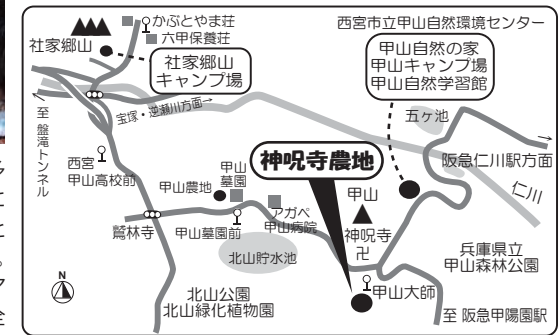 かぶとやま荘
六甲保養荘
社家郷山
社家郷山
キャンプ場
西宮市立甲山自然環境センター
甲山自然の家
甲山キャンプ場
甲山自然学習館
至 盤滝トンネル
宝塚・逆瀬川方面→
五ヶ池
阪急仁川駅方面
仁川
西宮
甲山高校前
甲山農地
甲山
墓園
神呪寺農地
甲山
鷲林寺
甲山墓園前
アガペ
甲山病院
神呪寺
卍
北山貯水池
兵庫県立
甲山森林公園
甲山大師
N
北山公園
北山緑化植物園
至 阪急甲陽園駅